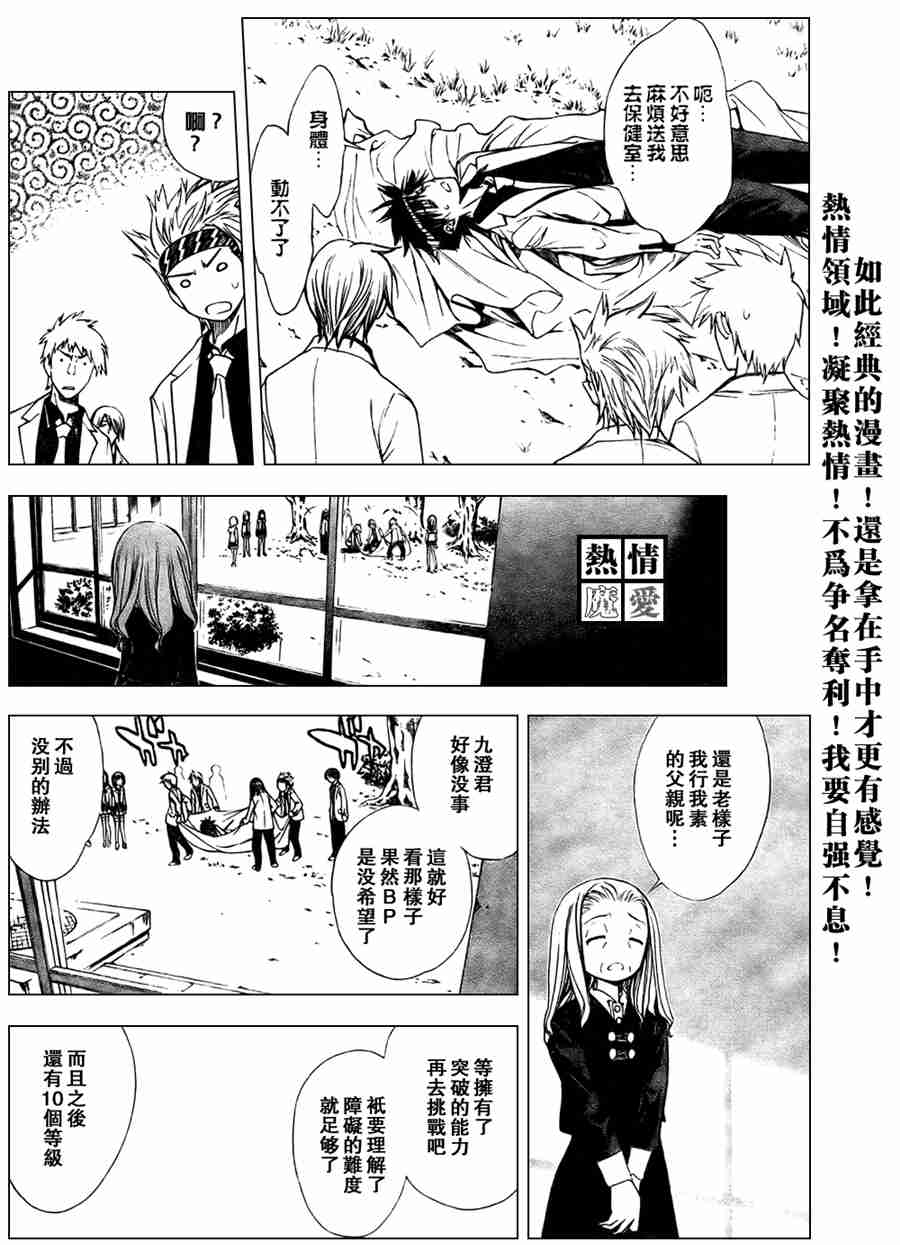 呃…
不好意思
麻煩送我
去保健室…
身體…
動不了了
啊？
？
熱情
魔愛
還是老樣子
我行我素
的父親呢…
九澄君
好像没事
這就好
看那樣子
果然BP
是没希望了
不過
没别的辦法
等擁有了
突破的能力
再去挑戰吧
衹要理解了
障礙的難度
就足够了
而且之後
還有10個等級
如此經典的漫畫！還是拿在手中才更有感覺！
熱情領域！凝聚熱情！不爲争名奪利！我要自强不息！